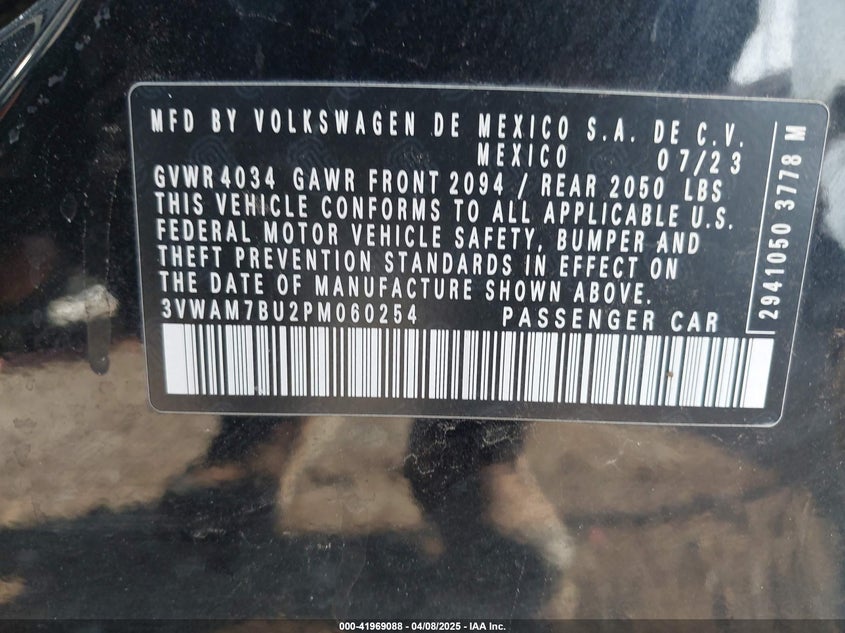 MFD BY VOLKSWAGEN DE MEXICO S.A. DE C.V.
MEXICO 07/23
GVWR 4034 GAWR FRONT 2094 / REAR 2050 LBS
THIS VEHICLE CONFORMS TO ALL APPLICABLE U.S.
FEDERAL MOTOR VEHICLE SAFETY, BUMPER AND
THEFT PREVENTION STANDARDS IN EFFECT ON
THE DATE OF MANUFACTURE SHOWN ABOVE.
3VWAM7BU2PM060254 PASSENGER CAR
2941050 3778 M
000-41969088 - 04/08/2025 - IAA Inc.